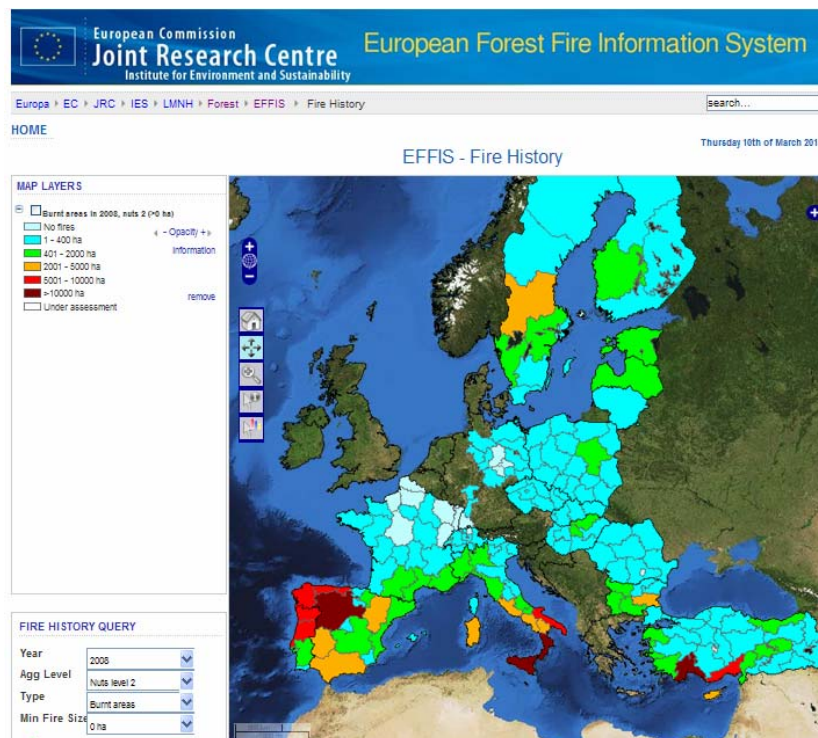 European Commission
Joint Research Centre
Institute for Environment and Sustainability
European Forest Fire Information System
Europa EC JRC IES LMNH Forest EFFIS Fire History
search...
HOME
Thursday 10th of March 201
EFFIS - Fire History
MAP LAYERS
Burnt areas in 2008, nuts 2 (>0 ha)
No fires
1 - 400 ha
401 - 2000 ha
2001 - 5000 ha
5001 - 10000 ha
>10000 ha
Under assessment
- Opacity +
Information
remove
FIRE HISTORY QUERY
Year
2008
Agg Level
Nuts level 2
Type
Burnt areas
Min Fire Size
0 ha